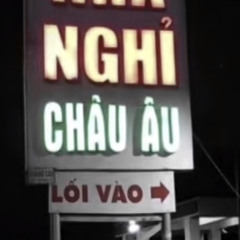 NGHỈ
CHÂU ÂU
LỐI VÀO →